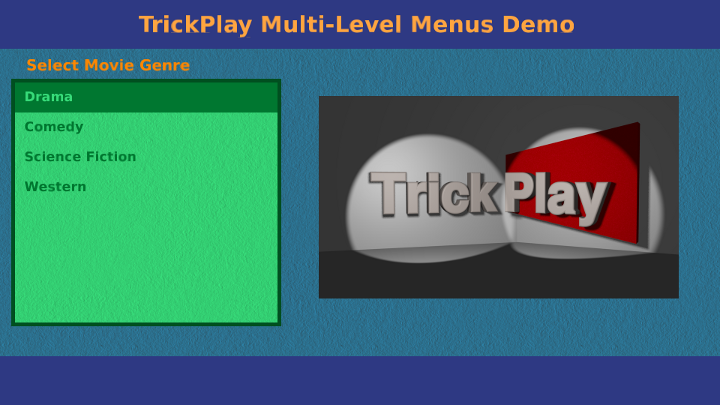 TrickPlay Multi-Level Menus Demo
Select Movie Genre
Drama
Comedy
Science Fiction
Western
TrickPlay